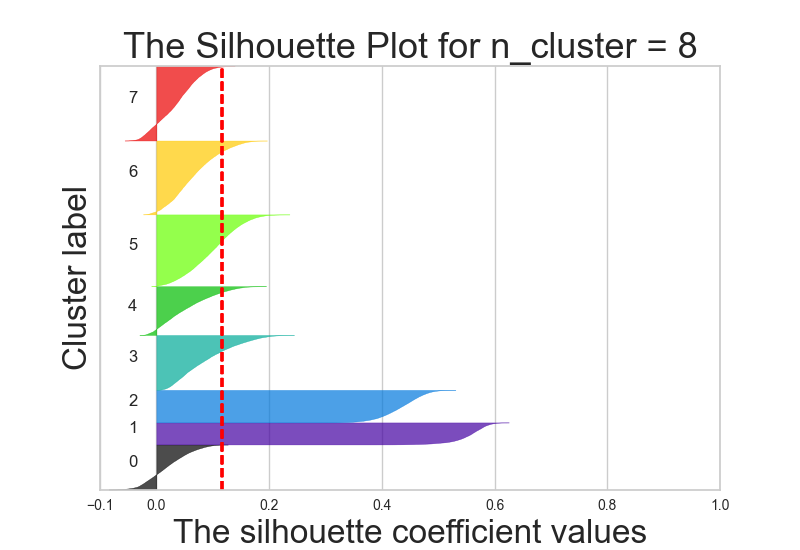 The Silhouette Plot for n_cluster = 8
Cluster label
7
6
5
4
3
2
1
0
−0.1 0.0 0.2 0.4 0.6 0.8 1.0
The silhouette coefficient values